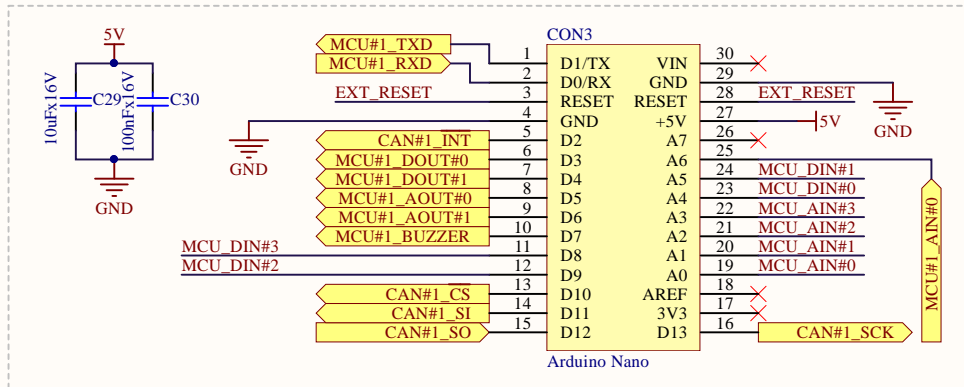 5V
10uFx16V
C29
100nFx16V
C30
GND
CON3
MCU#1_TXD 1 D1/TX VIN 30
MCU#1_RXD 2 D0/RX GND 29
EXT_RESET 3 RESET RESET 28 EXT_RESET
4 GND +5V 27 5V
CAN#1_INT 5 D2 A7 26
MCU#1_DOUT#0 6 D3 A6 25
MCU#1_DOUT#1 7 D4 A5 24 MCU_DIN#1
MCU#1_AOUT#0 8 D5 A4 23 MCU_DIN#0
MCU#1_AOUT#1 9 D6 A3 22 MCU_AIN#3
MCU#1_BUZZER 10 D7 A2 21 MCU_AIN#2
MCU_DIN#3 11 D8 A1 20 MCU_AIN#1
MCU_DIN#2 12 D9 A0 19 MCU_AIN#0
CAN#1_CS 13 D10 AREF 18
CAN#1_SI 14 D11 3V3 17
CAN#1_SO 15 D12 D13 16 CAN#1_SCK
Arduino Nano
GND
GND
MCU#1_AIN#0